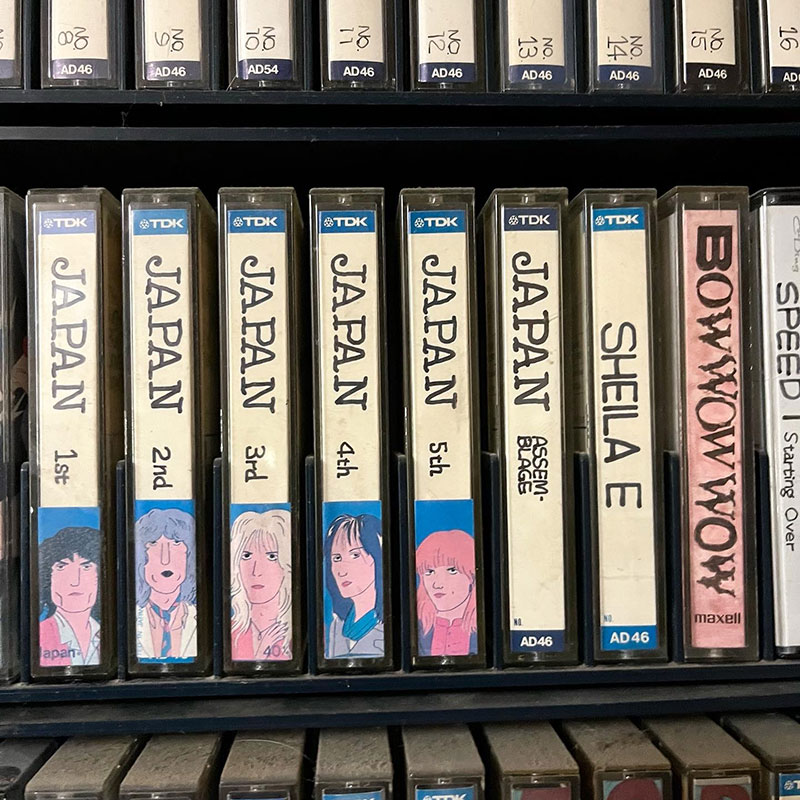 NO. 8
AD46
NO. 9
AD46
NO. 10
AD54
NO. 11
AD46
NO. 12
AD46
NO. 13
AD46
NO. 14
AD46
NO. 15
AD46
16
TDK
JAPAN 1st
Japan
TDK
JAPAN 2nd
TDK
JAPAN 3rd
40
TDK
JAPAN 4th
TDK
JAPAN 5th
TDK
JAPAN ASSEM-
BLAGE
NO.
AD46
TDK
SHEILA E
NO.
AD46
BOW WOW WOW
maxell
SPEED | Starting Over
TDK